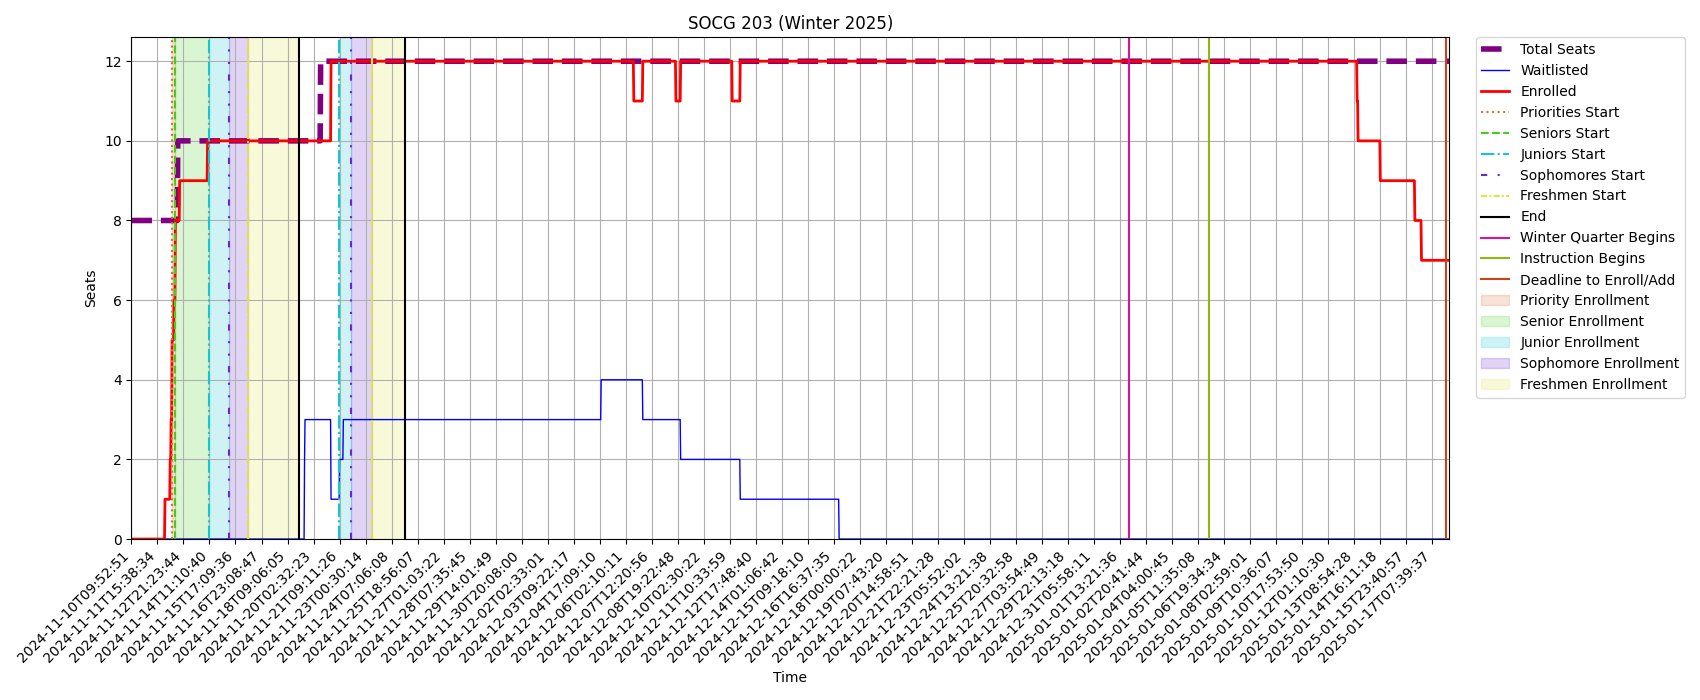 SOCG 203 (Winter 2025)
Seats
12
10
8
6
4
2
0
2024-11-10T09:52:51
2024-11-11T15:38:34
2024-11-12T21:23:44
2024-11-14T11:10:40
2024-11-15T17:09:36
2024-11-16T23:08:47
2024-11-18T09:06:05
2024-11-20T02:32:23
2024-11-21T09:11:26
2024-11-23T00:30:14
2024-11-24T07:06:08
2024-11-25T18:56:07
2024-11-27T01:03:22
2024-11-28T07:35:45
2024-11-29T14:01:49
2024-11-30T20:08:00
2024-12-02T02:33:01
2024-12-03T09:22:17
2024-12-04T17:09:10
2024-12-06T02:10:11
2024-12-07T12:20:56
2024-12-08T19:22:48
2024-12-10T02:30:22
2024-12-11T10:33:59
2024-12-12T17:48:40
2024-12-14T01:06:42
2024-12-15T09:18:10
2024-12-16T16:37:35
2024-12-18T00:00:22
2024-12-19T07:43:20
2024-12-20T14:58:51
2024-12-21T22:21:28
2024-12-23T05:52:02
2024-12-24T13:21:38
2024-12-25T20:32:58
2024-12-27T03:54:49
2024-12-29T22:13:18
2024-12-31T05:58:11
2025-01-01T13:21:36
2025-01-02T20:41:44
2025-01-04T04:00:45
2025-01-05T11:35:08
2025-01-06T19:34:34
2025-01-08T02:59:01
2025-01-09T10:36:07
2025-01-10T17:53:50
2025-01-12T01:10:30
2025-01-13T08:54:28
2025-01-14T16:11:18
2025-01-15T23:40:57
2025-01-17T07:39:37
Time
Total Seats
Waitlisted
Enrolled
Priorities Start
Seniors Start
Juniors Start
Sophomores Start
Freshmen Start
End
Winter Quarter Begins
Instruction Begins
Deadline to Enroll/Add
Priority Enrollment
Senior Enrollment
Junior Enrollment
Sophomore Enrollment
Freshmen Enrollment